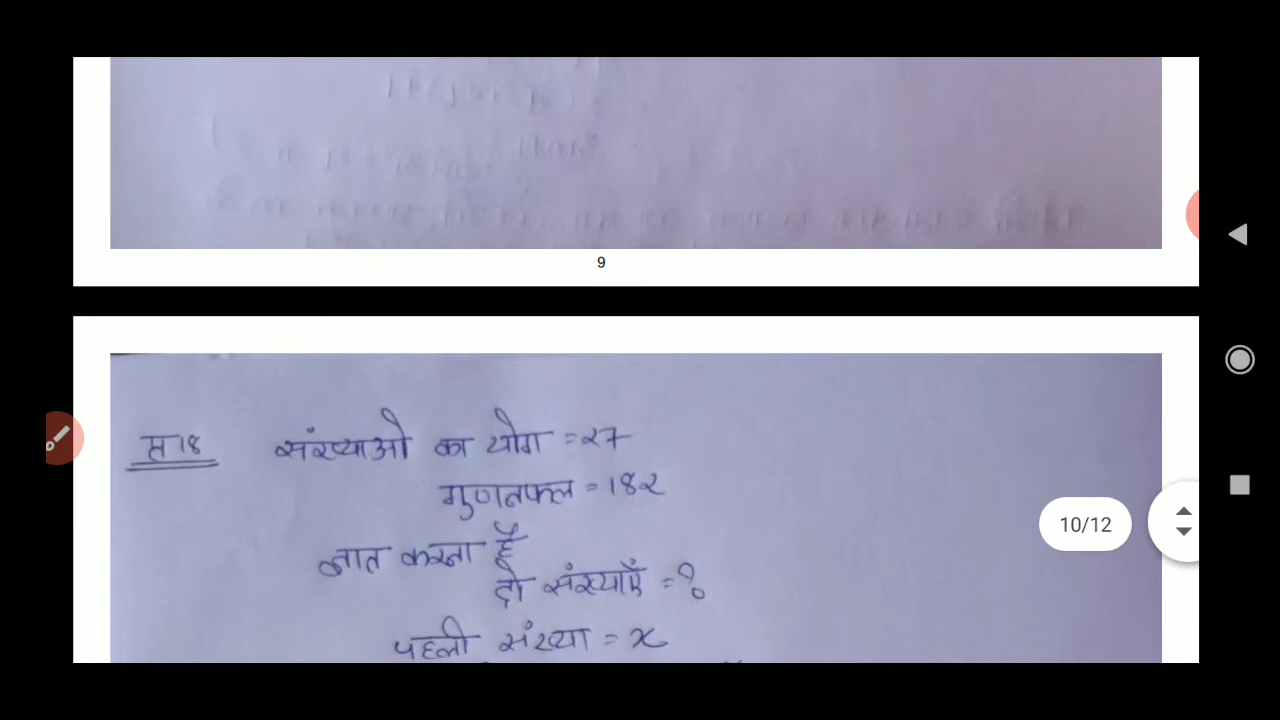 9
प्र 18 संख्याओ का योग = 27
गुणनफल = 182
ज्ञात करना है
दो संख्याएँ = ?
पहली संख्या = x
10/12